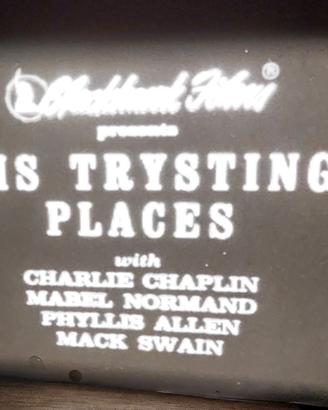 Blackhawk Films ®
presents
IS TRYSTING
PLACES
with
CHARLIE CHAPLIN
MABEL NORMAND
PHYLLIS ALLEN
MACK SWAIN